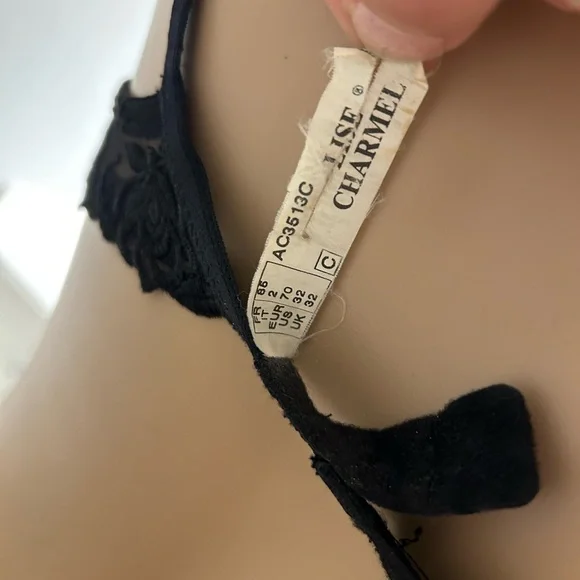 LISE ®
CHARMEL
AC3513C
C
FR 85
IT 2
EUR 70
US 32
UK 32